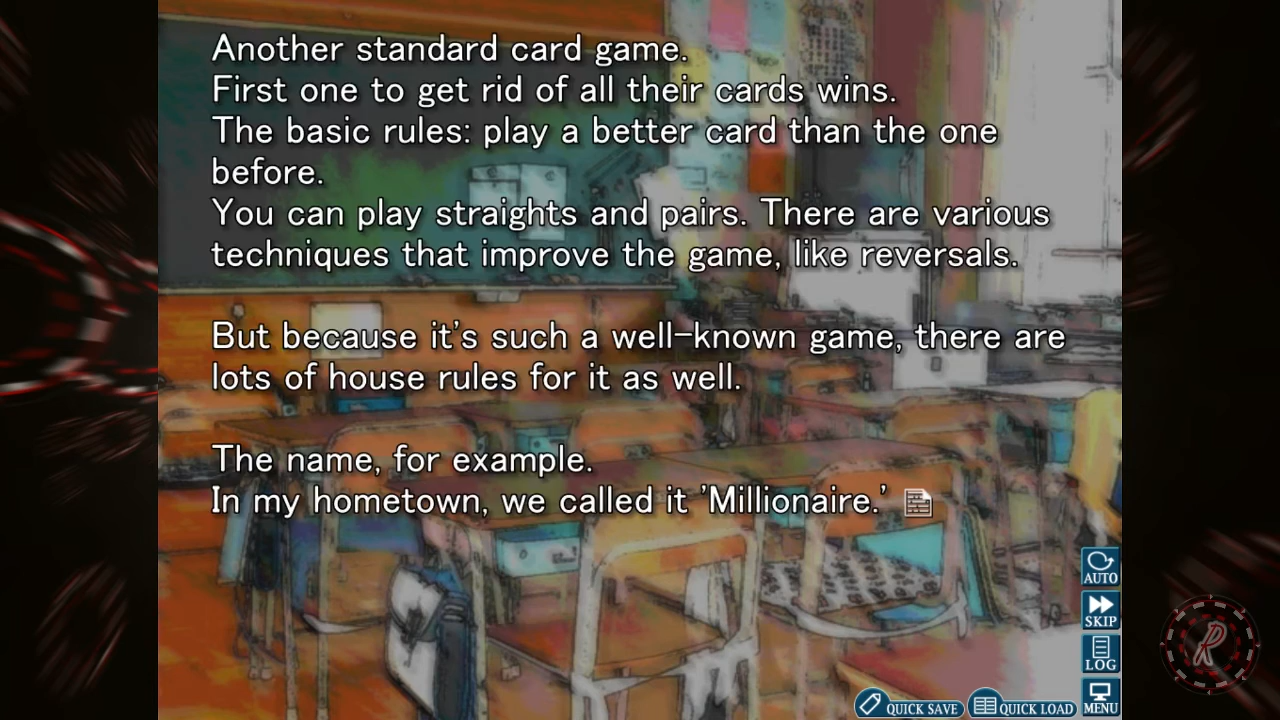 Another standard card game.
First one to get rid of all their cards wins.
The basic rules: play a better card than the one
before.
You can play straights and pairs. There are various
techniques that improve the game, like reversals.
But because it's such a well-known game, there are
lots of house rules for it as well.
The name, for example.
In my hometown, we called it 'Millionaire.'
AUTO
SKIP
LOG
MENU
QUICK SAVE
QUICK LOAD
R